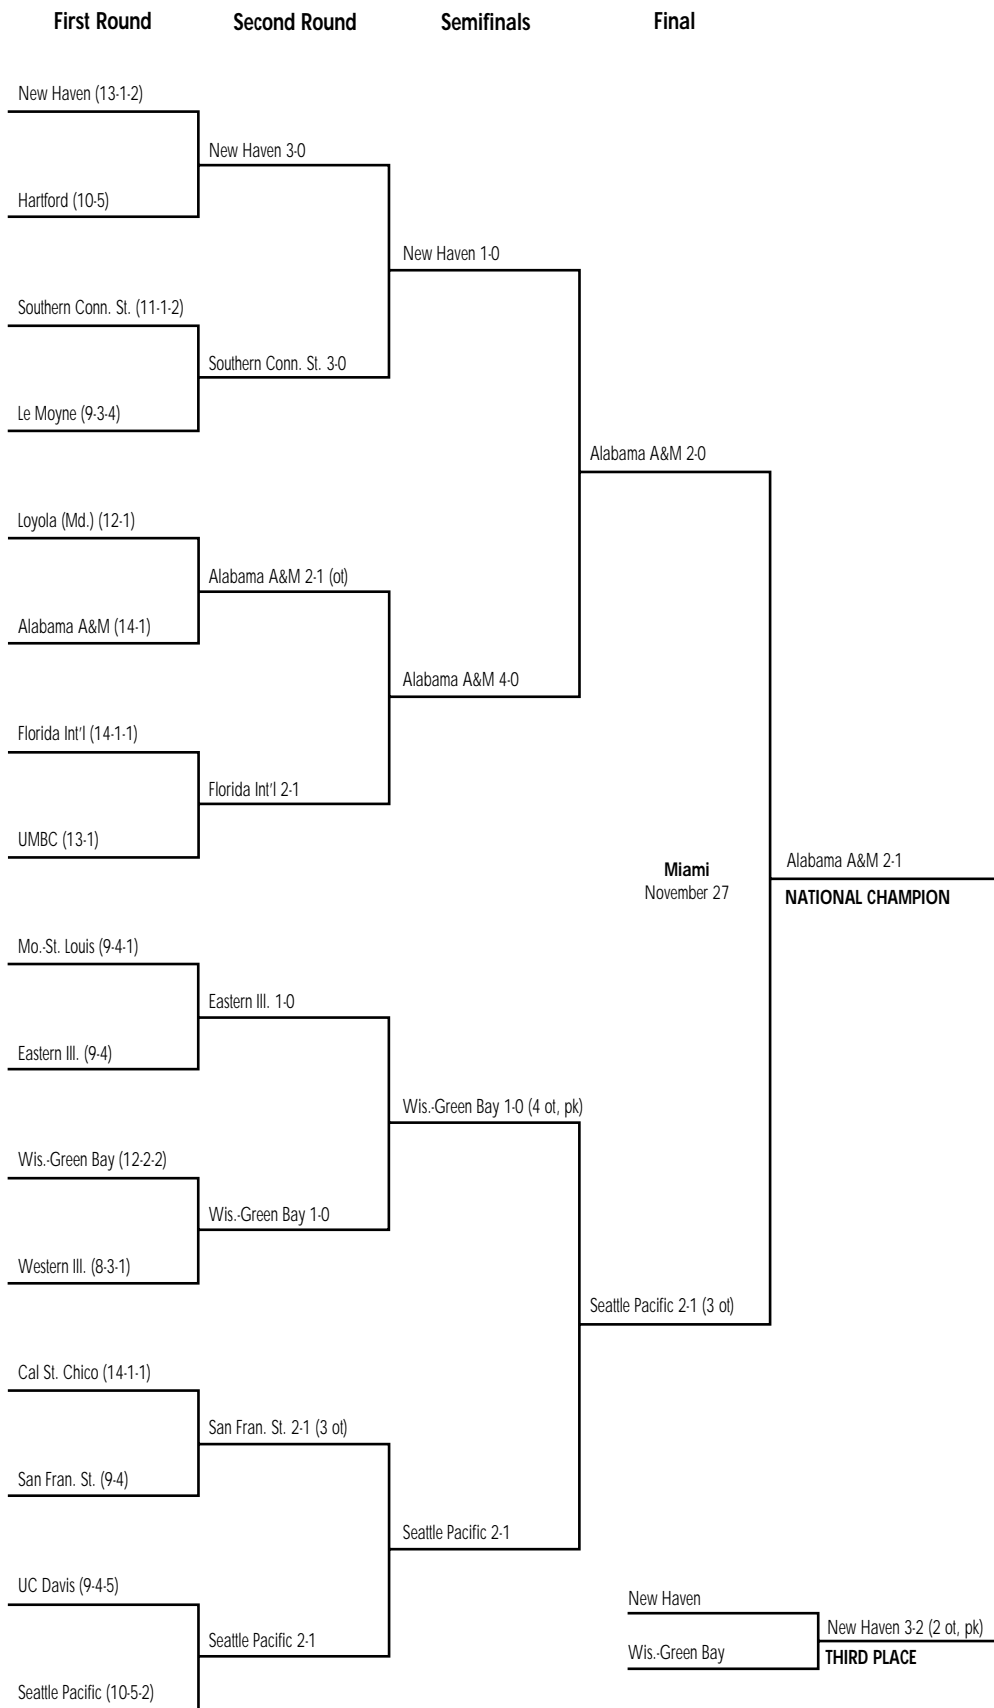 First Round Second Round Semifinals Final
New Haven (13-1-2)
New Haven 3-0
Hartford (10-5)
New Haven 1-0
Southern Conn. St. (11-1-2)
Southern Conn. St. 3-0
Le Moyne (9-3-4)
Alabama A&M 2-0
Loyola (Md.) (12-1)
Alabama A&M 2-1 (ot)
Alabama A&M (14-1)
Alabama A&M 4-0
Florida Int'l (14-1-1)
Florida Int'l 2-1
UMBC (13-1)
Alabama A&M 2-1
Miami
November 27
NATIONAL CHAMPION
Mo.-St. Louis (9-4-1)
Eastern Ill. 1-0
Eastern Ill. (9-4)
Wis.-Green Bay 1-0 (4 ot, pk)
Wis.-Green Bay (12-2-2)
Wis.-Green Bay 1-0
Western Ill. (8-3-1)
Seattle Pacific 2-1 (3 ot)
Cal St. Chico (14-1-1)
San Fran. St. 2-1 (3 ot)
San Fran. St. (9-4)
Seattle Pacific 2-1
UC Davis (9-4-5)
Seattle Pacific 2-1
Seattle Pacific (10-5-2)
New Haven
New Haven 3-2 (2 ot, pk)
Wis.-Green Bay
THIRD PLACE